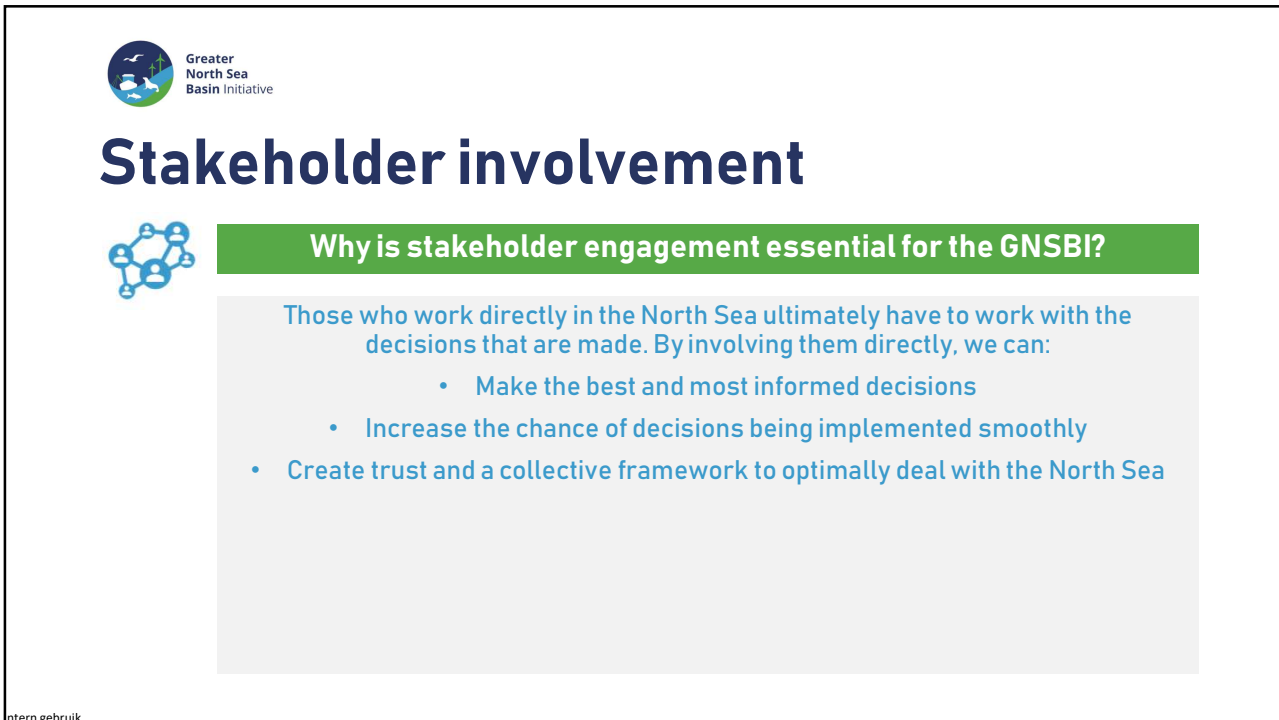 Greater
North Sea
Basin Initiative
Stakeholder involvement
Why is stakeholder engagement essential for the GNSBI?
Those who work directly in the North Sea ultimately have to work with the
decisions that are made. By involving them directly, we can:
• Make the best and most informed decisions
• Increase the chance of decisions being implemented smoothly
• Create trust and a collective framework to optimally deal with the North Sea
ntern gebruik